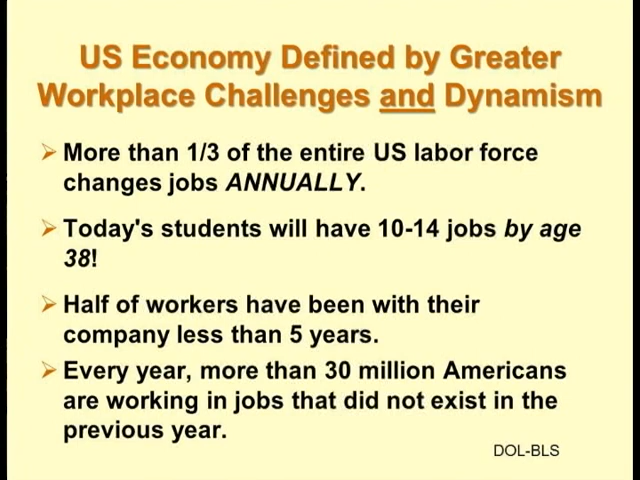 US Economy Defined by Greater
Workplace Challenges and Dynamism
More than 1/3 of the entire US labor force
changes jobs ANNUALLY.
Today's students will have 10-14 jobs by age
38!
Half of workers have been with their
company less than 5 years.
Every year, more than 30 million Americans
are working in jobs that did not exist in the
previous year.
DOL-BLS